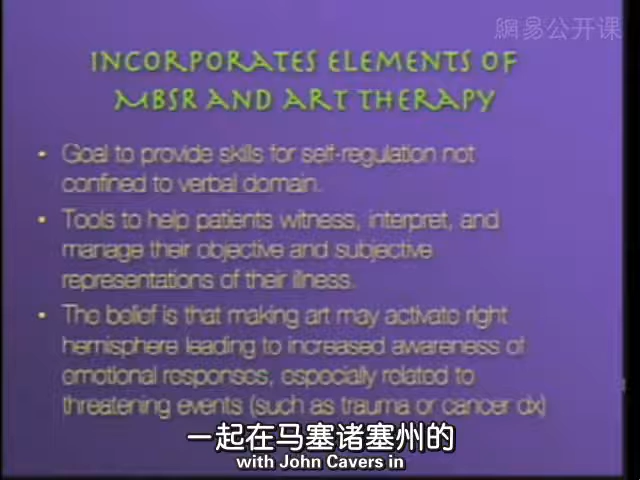 網易公开课
INCORPORATES ELEMENTS OF
MBSR AND ART THERAPY
• Goal to provide skills for self-regulation not
confined to verbal domain.
• Tools to help patients witness, interpret, and
manage their objective and subjective
representations of their illness.
• The belief is that making art may activate right
hemisphere leading to increased awareness of
emotional responses, especially related to
threatening events (such as trauma or cancer dx)
一起在马塞诸塞州的
with John Cavers in